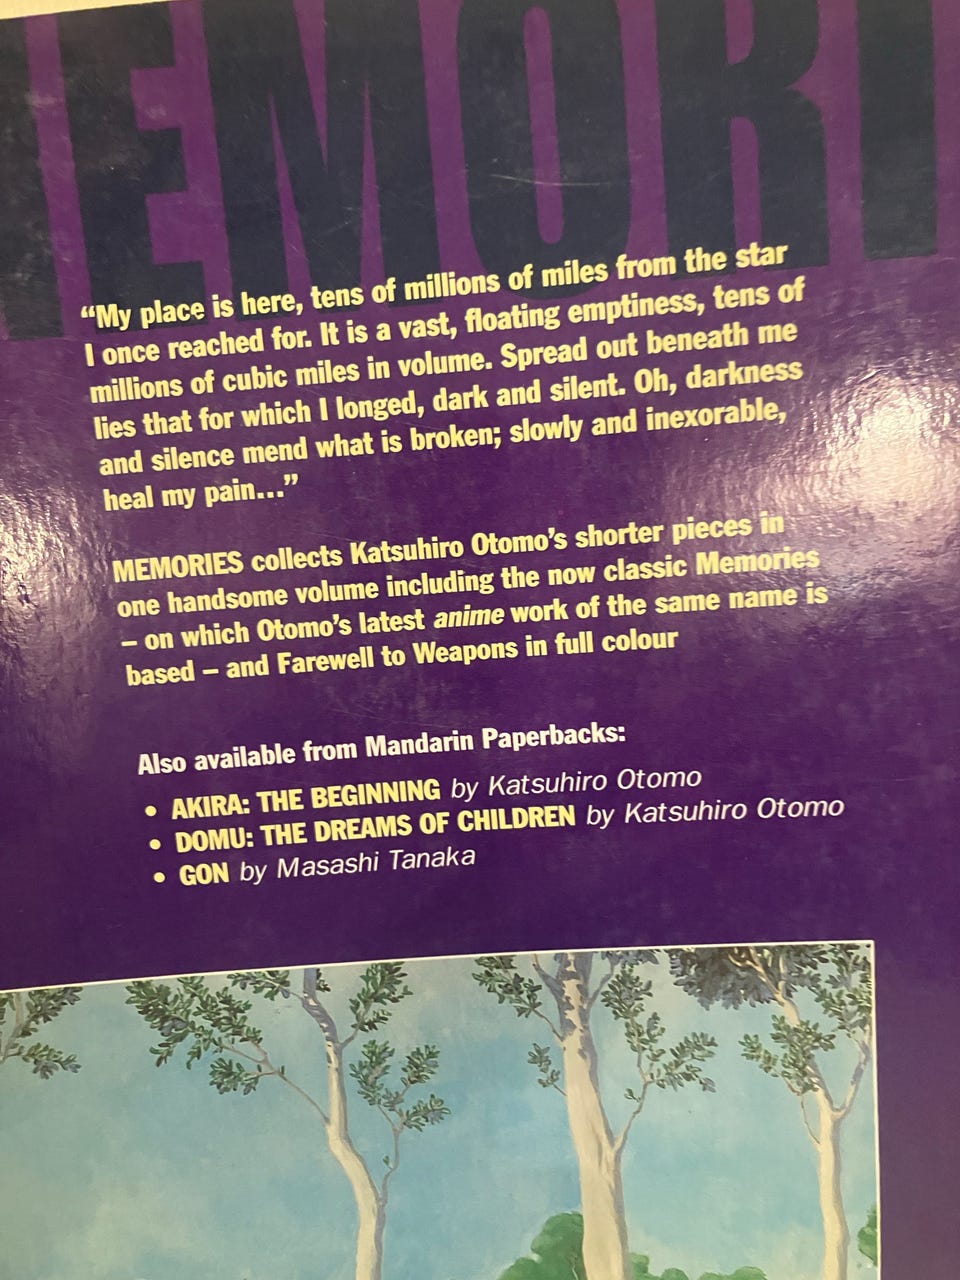 EMORI
“My place is here, tens of millions of miles from the star
I once reached for. It is a vast, floating emptiness, tens of
millions of cubic miles in volume. Spread out beneath me
lies that for which I longed, dark and silent. Oh, darkness
and silence mend what is broken; slowly and inexorable,
heal my pain...”
MEMORIES collects Katsuhiro Otomo’s shorter pieces in
one handsome volume including the now classic Memories
– on which Otomo’s latest anime work of the same name is
based – and Farewell to Weapons in full colour
Also available from Mandarin Paperbacks:
• AKIRA: THE BEGINNING by Katsuhiro Otomo
• DOMU: THE DREAMS OF CHILDREN by Katsuhiro Otomo
• GON by Masashi Tanaka